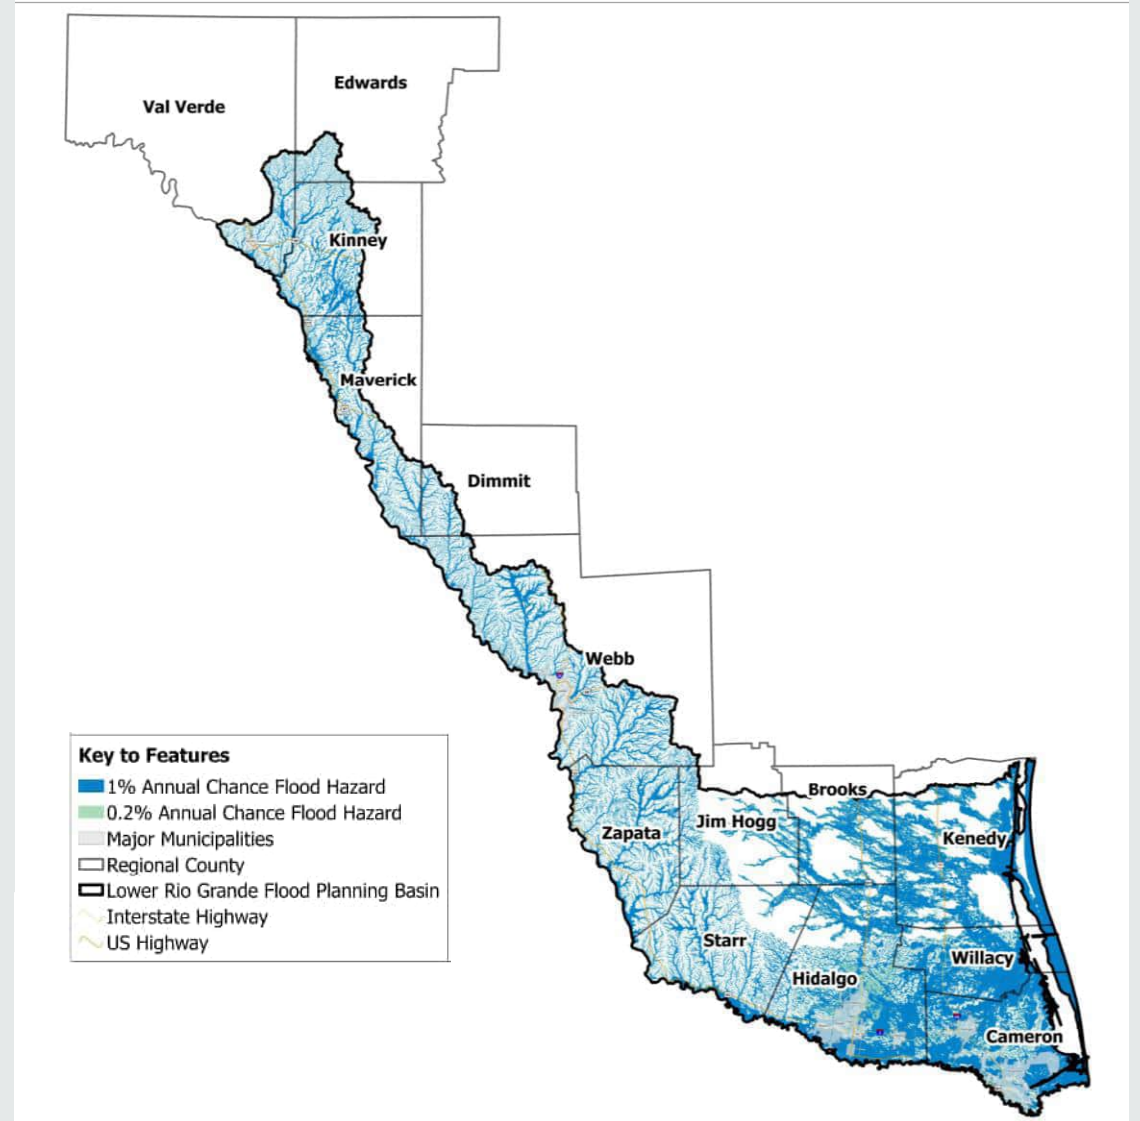 Edwards
Val Verde
Kinney
Maverick
Dimmit
Webb
Brooks
Jim Hogg
Zapata
Kenedy
Starr
Willacy
Hidalgo
Cameron
Key to Features
1% Annual Chance Flood Hazard
0.2% Annual Chance Flood Hazard
Major Municipalities
Regional County
Lower Rio Grande Flood Planning Basin
Interstate Highway
US Highway